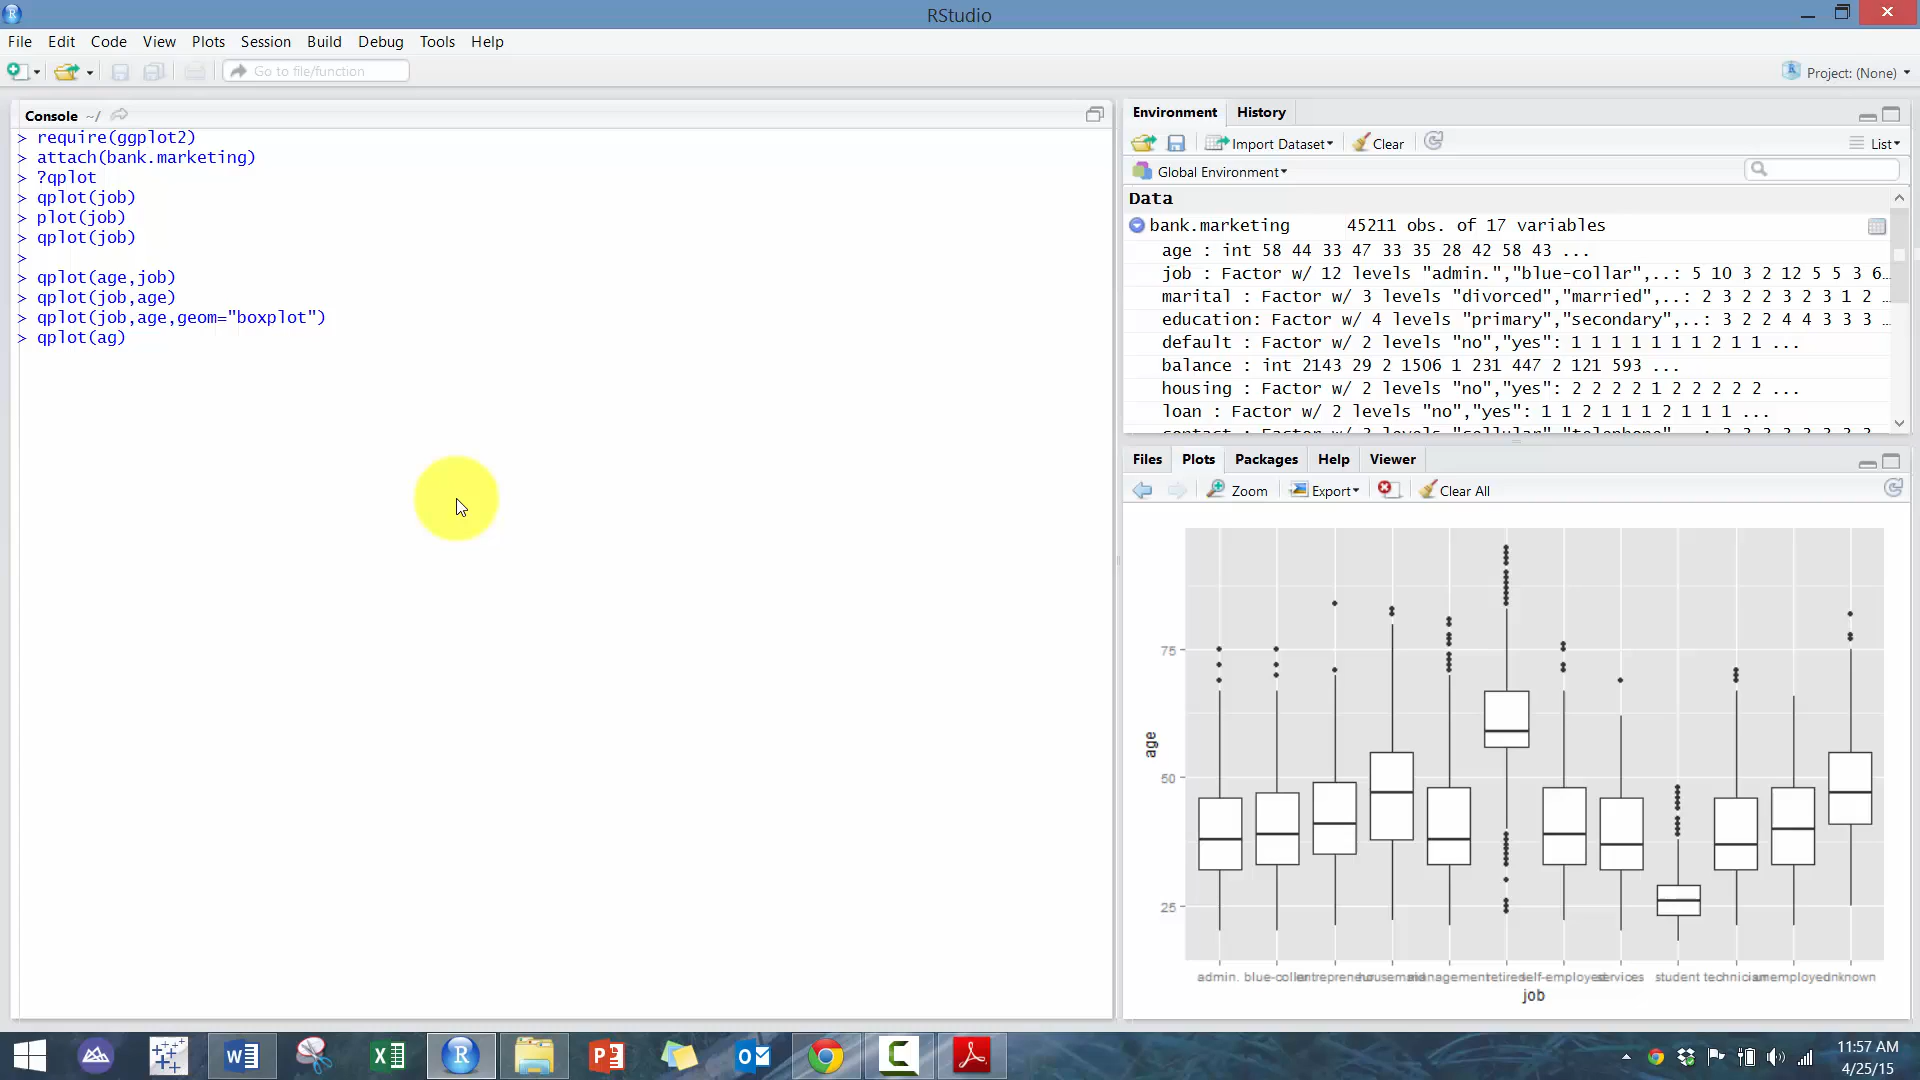 RStudio
File Edit Code View Plots Session Build Debug Tools Help
Go to file/function
Project: (None)
Console ~/
> require(ggplot2)
> attach(bank.marketing)
> ?qplot
> qplot(job)
> plot(job)
> qplot(job)
>
> qplot(age,job)
> qplot(job,age)
> qplot(job,age,geom="boxplot")
> qplot(ag)
Environment History
Import Dataset Clear List
Global Environment
Data
bank.marketing 45211 obs. of 17 variables
age : int 58 44 33 47 33 35 28 42 58 43 ...
job : Factor w/ 12 levels "admin.","blue-collar",..: 5 10 3 2 12 5 5 3 6…
marital : Factor w/ 3 levels "divorced","married",..: 2 3 2 2 3 2 3 1 2 …
education: Factor w/ 4 levels "primary","secondary",..: 3 2 2 4 4 3 3 3 …
default : Factor w/ 2 levels "no","yes": 1 1 1 1 1 1 1 2 1 1 ...
balance : int 2143 29 2 1506 1 231 447 2 121 593 ...
housing : Factor w/ 2 levels "no","yes": 2 2 2 2 1 2 2 2 2 2 ...
loan : Factor w/ 2 levels "no","yes": 1 1 2 1 1 1 2 1 1 1 ...
Files Plots Packages Help Viewer
Zoom Export Clear All
75
50
25
age
admin. blue-collar entrepreneur housemaid management retired self-employed services student technician unemployed unknown
job
11:57 AM
4/25/15